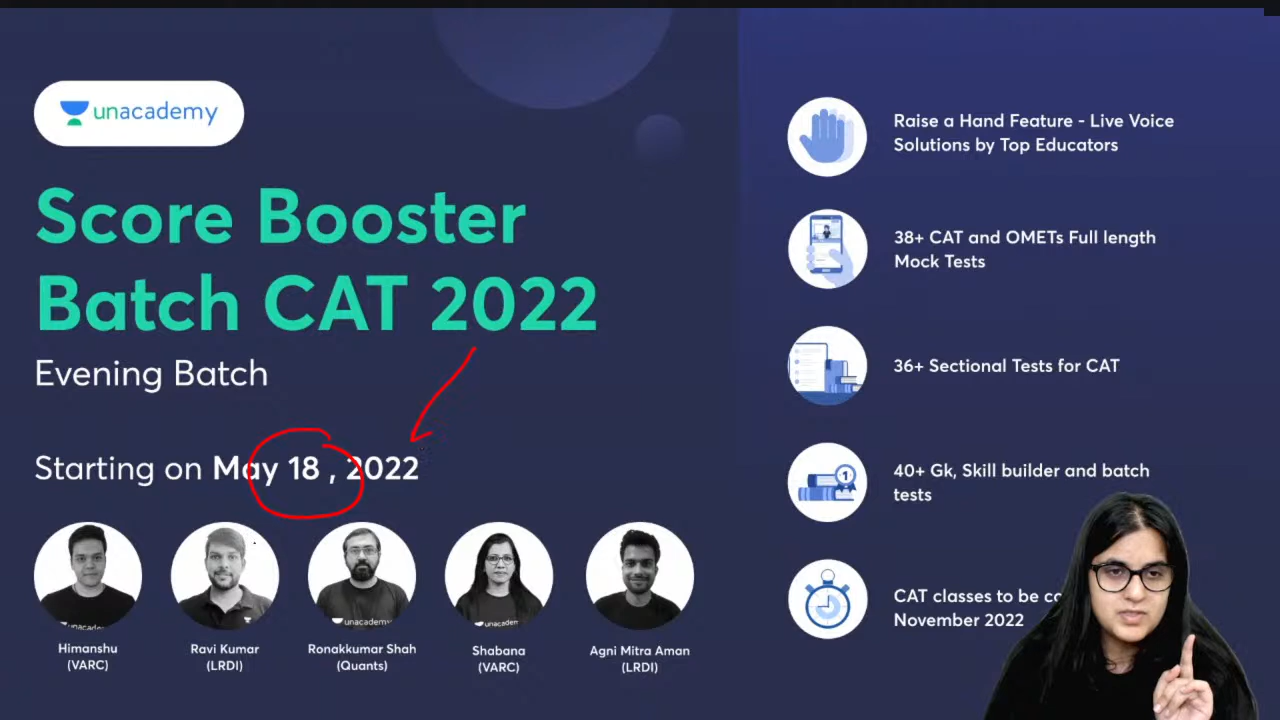 unacademy
Score Booster
Batch CAT 2022
Evening Batch
Starting on May 18 , 2022
Himanshu
(VARC)
Ravi Kumar
(LRDI)
Ronakkumar Shah
(Quants)
Shabana
(VARC)
Agni Mitra Aman
(LRDI)
Raise a Hand Feature - Live Voice
Solutions by Top Educators
38+ CAT and OMETs Full length
Mock Tests
36+ Sectional Tests for CAT
40+ Gk, Skill builder and batch
tests
CAT classes to be
November 2022